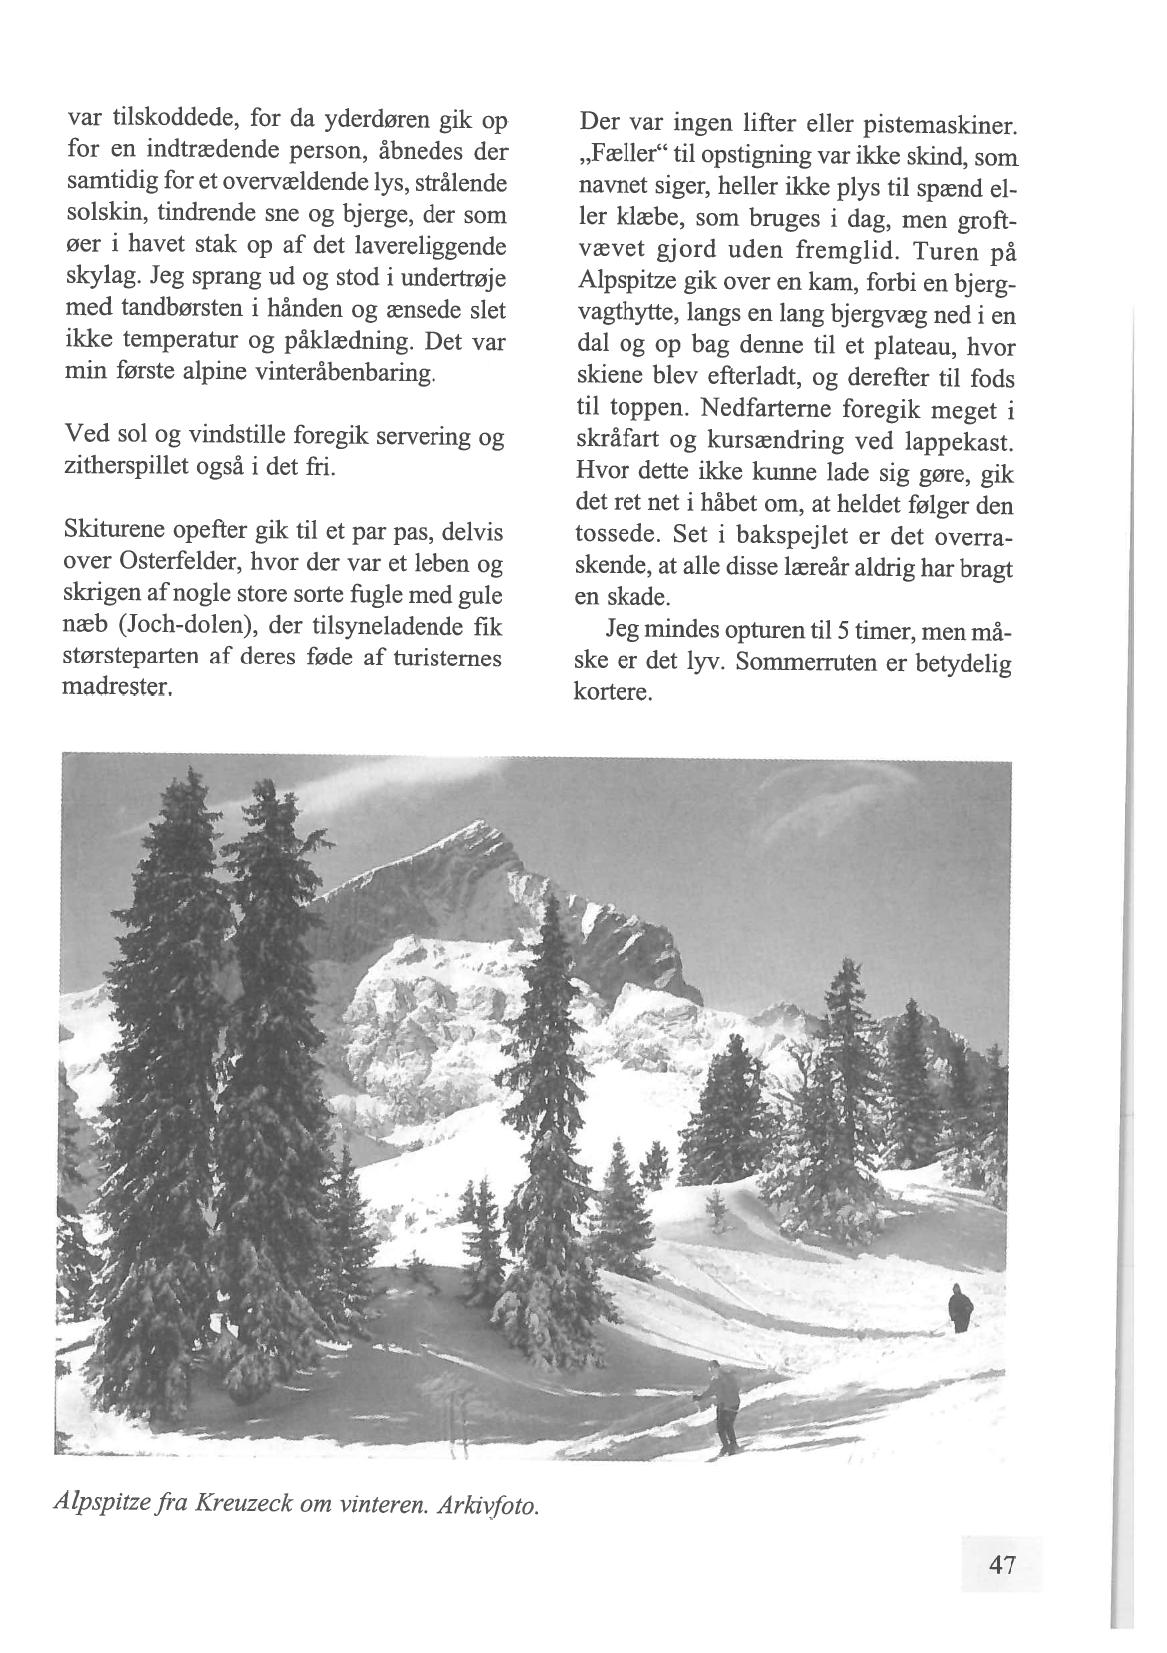 var tilskoddede, for da yderdøren gik op
for en indtrædende person, åbnedes der
samtidig for et overvældende lys, strålende
solskin, tindrende sne og bjerge, der som
øer i havet stak op af det lavereliggende
skylag. Jeg sprang ud og stod i undertrøje
med tandbørsten i hånden og ænsede slet
ikke temperatur og påklædning. Det var
min første alpine vinteråbenbaring.
Ved sol og vindstille foregik servering og
zitherspillet også i det fri.
Skiturene opefter gik til et par pas, delvis
over Osterfelder, hvor der var et leben og
skrigen af nogle store sorte fugle med gule
næb (Joch-dolen), der tilsyneladende fik
størsteparten af deres føde af turisternes
madrester.
Der var ingen lifter eller pistemaskiner.
„Fæller“ til opstigning var ikke skind, som
navnet siger, heller ikke plys til spænd el-
ler klæbe, som bruges i dag, men groft-
vævet gjord uden fremglid. Turen på
Alpspitze gik over en kam, forbi en bjerg-
vagthytte, langs en lang bjergvæg ned i en
dal og op bag denne til et plateau, hvor
skiene blev efterladt, og derefter til fods
til toppen. Nedfarterne foregik meget i
skråfart og kursændring ved lappekast.
Hvor dette ikke kunne lade sig gøre, gik
det ret net i håbet om, at heldet følger den
tossede. Set i bakspejlet er det overra-
skende, at alle disse læreår aldrig har bragt
en skade.
Jeg mindes opturen til 5 timer, men må-
ske er det lyv. Sommerruten er betydelig
kortere.
Alpspitze fra Kreuzeck om vinteren. Arkivfoto.
47